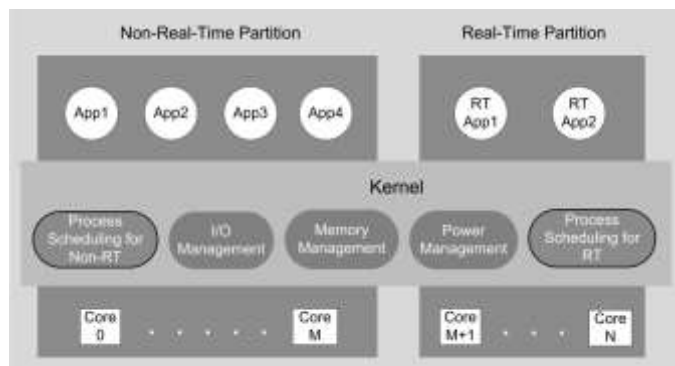 Non-Real-Time Partition
Real-Time Partition
App1
App2
App3
App4
RT
App1
RT
App2
Kernel
Process
Scheduling for
Non-RT
I/O
Management
Memory
Management
Power
Management
Process
Scheduling for
RT
Core
0
. . . . .
Core
M
Core
M+1
. . .
Core
N